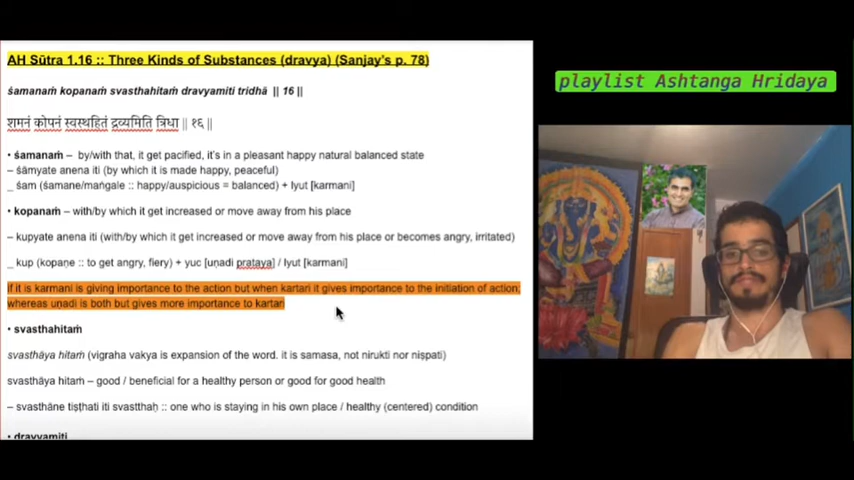 AH Sūtra 1.16 :: Three Kinds of Substances (dravya) (Sanjay's p. 78)
śamanaṁ kopanaṁ svasthahitaṁ dravyamiti tridhā || 16 ||
शमनं कोपनं स्वस्थहितं द्रव्यमिति त्रिधा || १६ ||
• śamanaṁ – by/with that, it get pacified, it's in a pleasant happy natural balanced state
– śāmyate anena iti (by which it is made happy, peaceful)
_ śam (śamane/maṅgale :: happy/auspicious = balanced) + lyut [karmani]
• kopanaṁ – with/by which it get increased or move away from his place
– kupyate anena iti (with/by which it get increased or move away from his place or becomes angry, irritated)
_ kup (kopaṇe :: to get angry, fiery) + yuc [uṇadi prataya] / lyut [karmani]
if it is karmani is giving importance to the action but when kartari it gives importance to the initiation of action;
whereas uṇadi is both but gives more importance to kartari
• svasthahitaṁ
svasthāya hitaṁ (vigraha vakya is expansion of the word. it is samasa, not nirukti nor niṣpati)
svasthāya hitaṁ – good / beneficial for a healthy person or good for good health
– svasthāne tiṣṭhati iti svastthaḥ :: one who is staying in his own place / healthy (centered) condition
• dravyamiti
playlist Ashtanga Hridaya